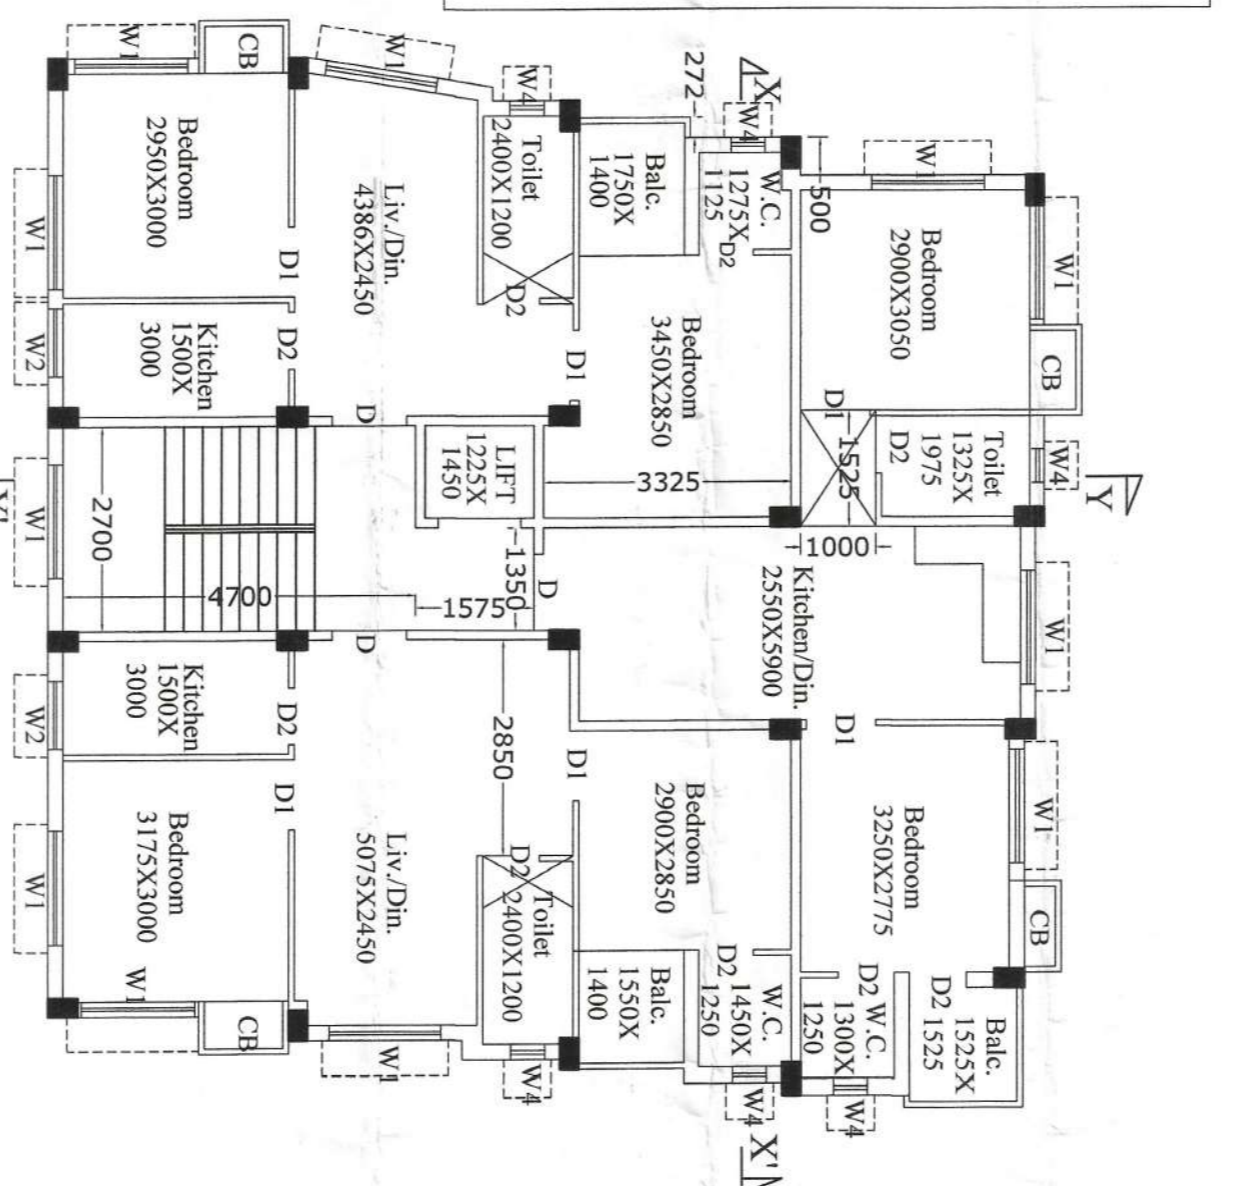 W1
CB
W1
W4
272
X
W4
W1
Bedroom
2950X3000
Liv./Din.
4386X2450
Toilet
2400X1200
Balc.
1750X
1400
W.C.
1275X
1125
D2
500
Bedroom
2900X3050
W1
W1
D1
D2
CB
W2
Kitchen
1500X
3000
D2
D1
Bedroom
3450X2850
D1
D
LIFT
1225X
1450
3325
1525
D2
Toilet
1325X
1975
W4
Y
W1
2700
4700
1575
1350
D
1000
Kitchen/Din.
2550X5900
W1
D
W2
Kitchen
1500X
3000
D2
2850
D1
D1
D1
W1
Bedroom
3175X3000
Liv./Din.
5075X2450
D2
Toilet
2400X1200
Bedroom
2900X2850
Bedroom
3250X2775
W1
CB
W1
CB
W1
W4
Balc.
1550X
1400
D2
W.C.
1450X
1250
D2
W.C.
1300X
1250
D2
Balc.
1525X
1525
W4
W4
X'